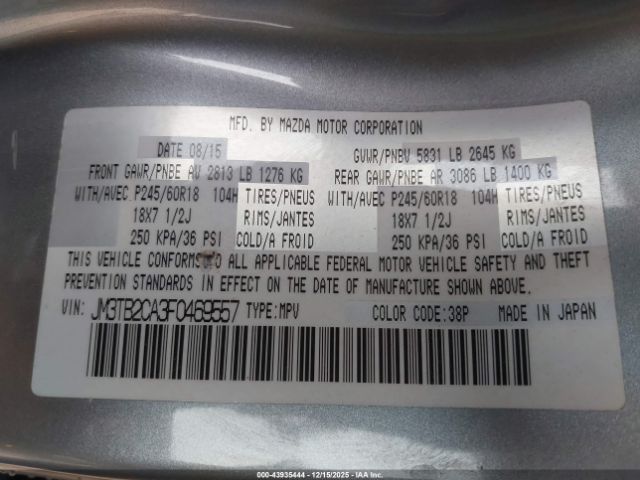 MFD. BY MAZDA MOTOR CORPORATION
DATE 08/15 GVWR/PNBV 5831 LB 2645 KG
FRONT GAWR/PNBE AV 2813 LB 1276 KG REAR GAWR/PNBE AR 3086 LB 1400 KG
WITH/AVEC P245/60R18 104H TIRES/PNEUS WITH/AVEC P245/60R18 104H TIRES/PNEUS
18X7 1/2J RIMS/JANTES 18X7 1/2J RIMS/JANTES
250 KPA/36 PSI COLD/A FROID 250 KPA/36 PSI COLD/A FROID
THIS VEHICLE CONFORMS TO ALL APPLICABLE FEDERAL MOTOR VEHICLE SAFETY AND THEFT
PREVENTION STANDARDS IN EFFECT ON THE DATE OF MANUFACTURE SHOWN ABOVE.
VIN: JM3TB2CA3F0469557 TYPE: MPV COLOR CODE: 38P MADE IN JAPAN
000-43935444 - 12/15/2025 - IAAC.